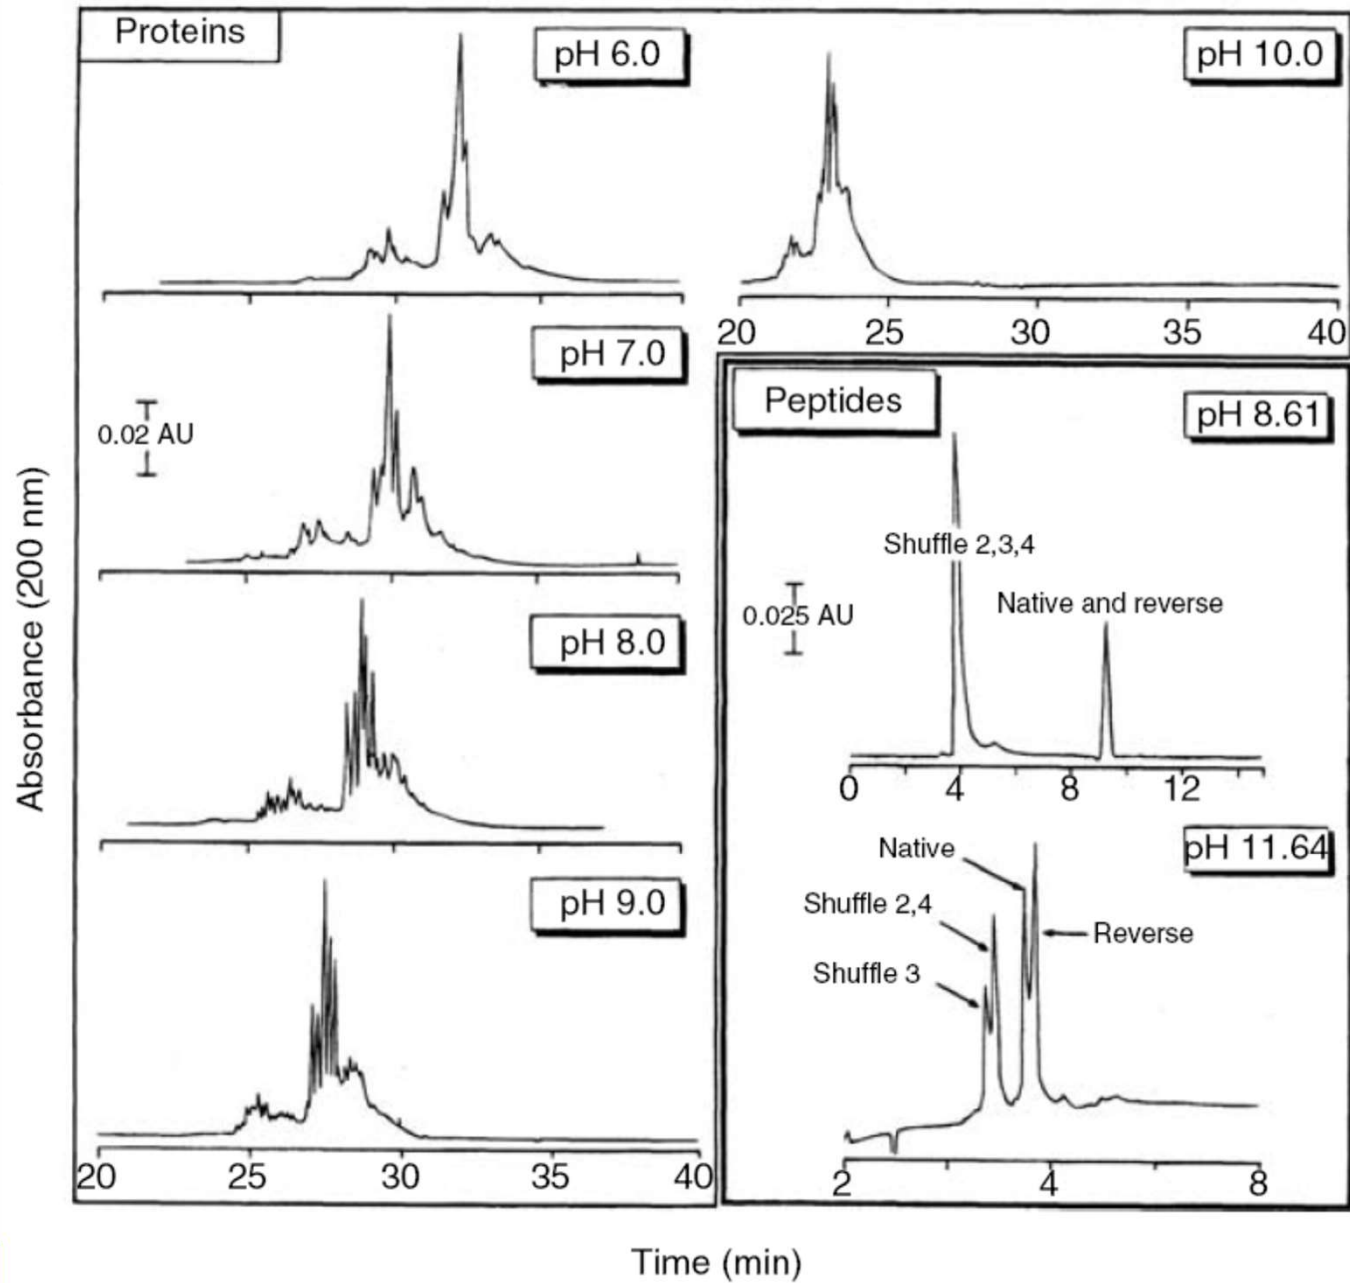 Proteins
pH 6.0
pH 10.0
20 25 30 35 40
pH 7.0
0.02 AU
Absorbance (200 nm)
pH 8.0
pH 9.0
20 25 30 35 40
Peptides
pH 8.61
Shuffle 2,3,4
Native and reverse
0.025 AU
0 4 8 12
pH 11.64
Native
Shuffle 2,4
Reverse
Shuffle 3
2 4 8
Time (min)